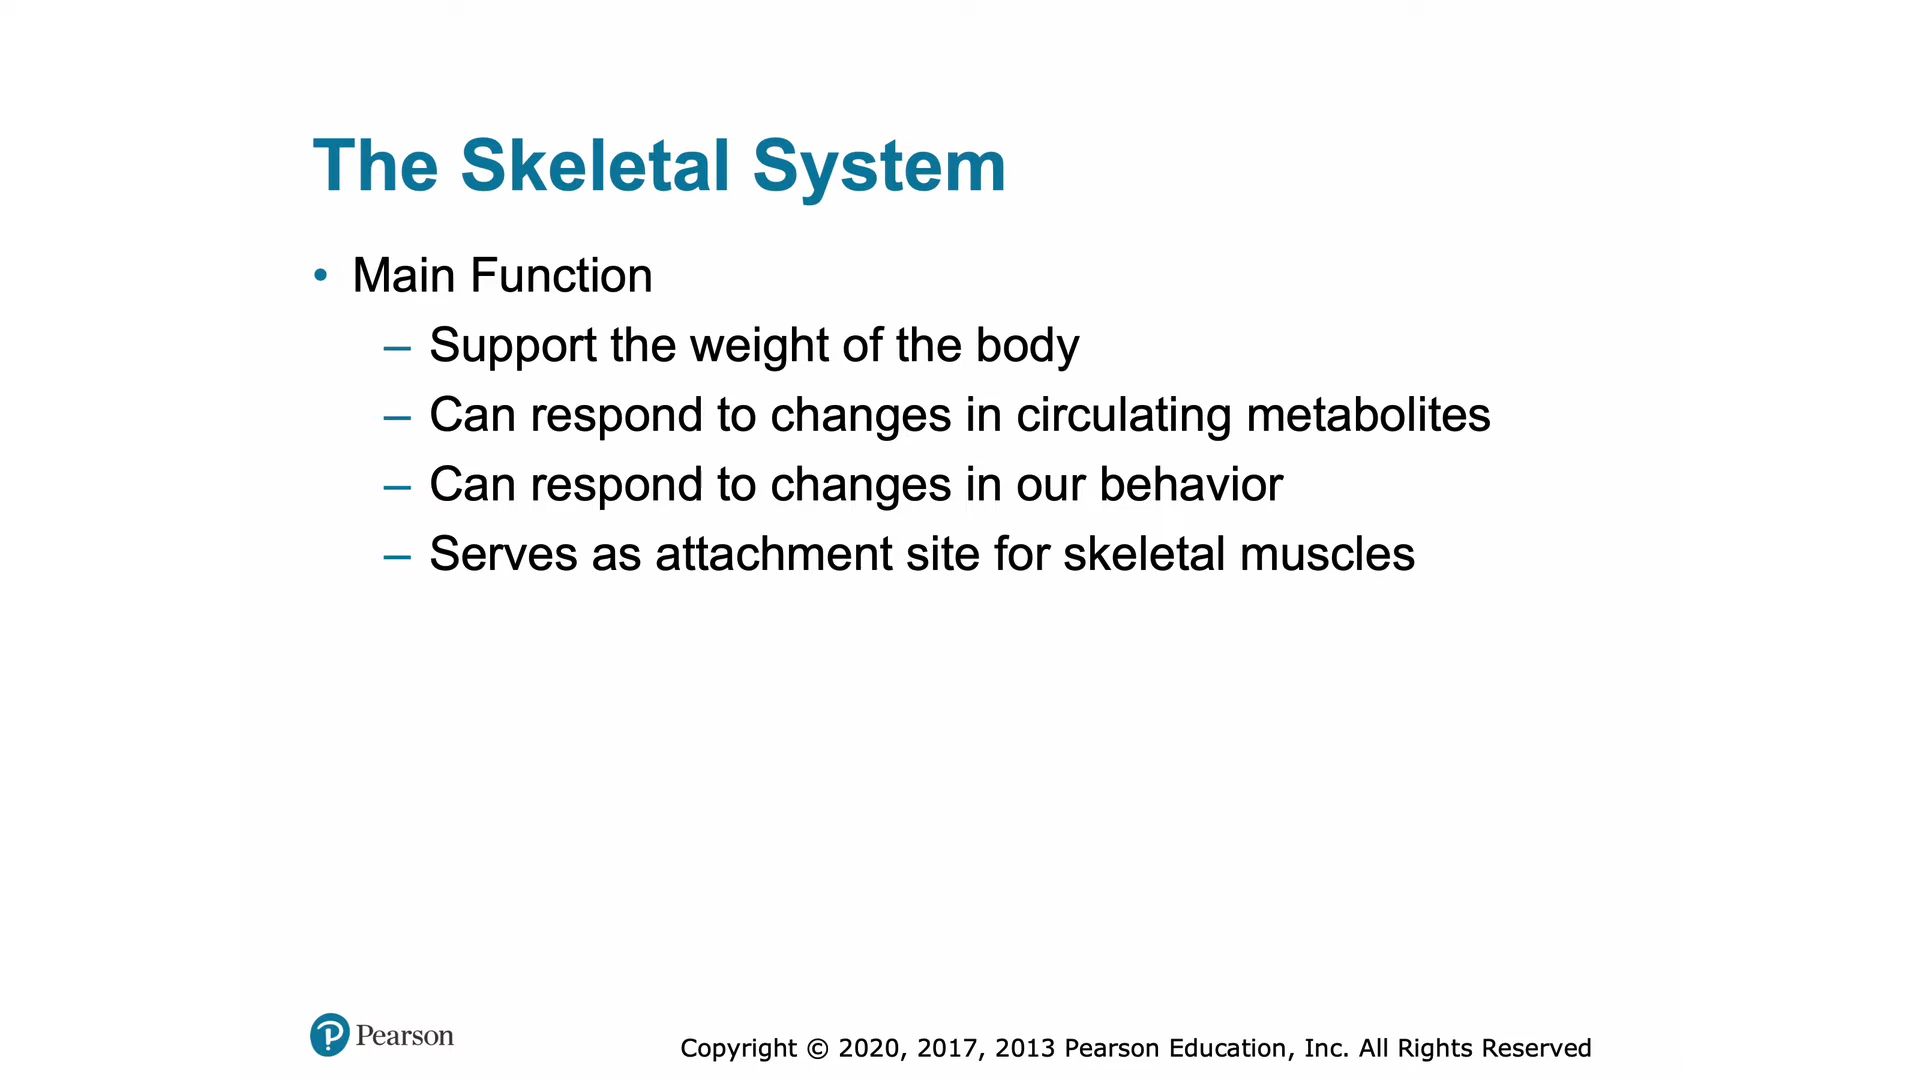 The Skeletal System
• Main Function
– Support the weight of the body
– Can respond to changes in circulating metabolites
– Can respond to changes in our behavior
– Serves as attachment site for skeletal muscles
Pearson
Copyright © 2020, 2017, 2013 Pearson Education, Inc. All Rights Reserved